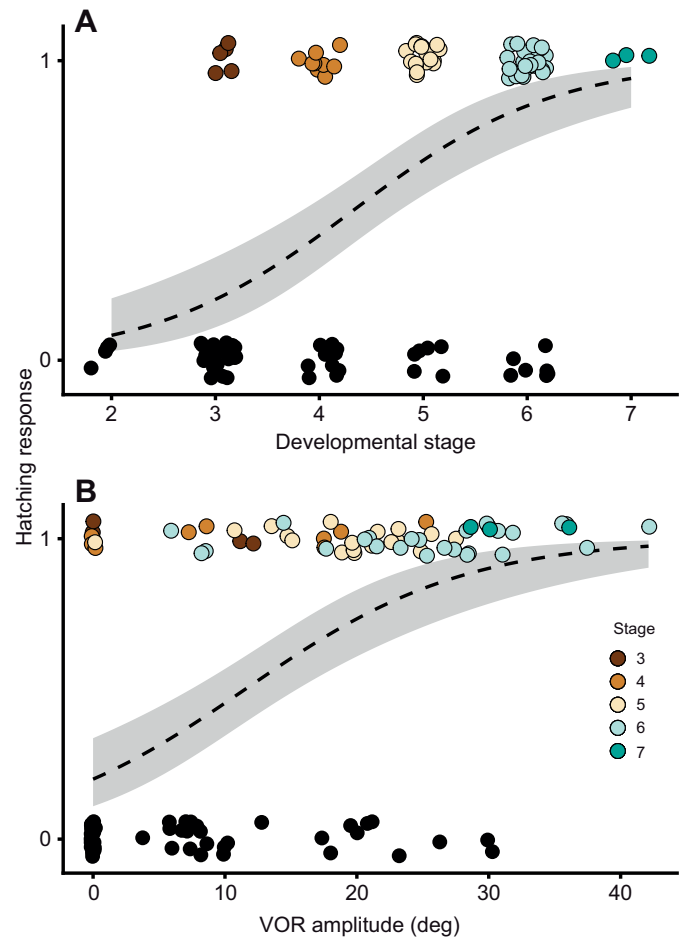 A
1
0
2 3 4 5 6 7
Developmental stage
Hatching response
B
1
0
Stage
3
4
5
6
7
0 10 20 30 40
VOR amplitude (deg)